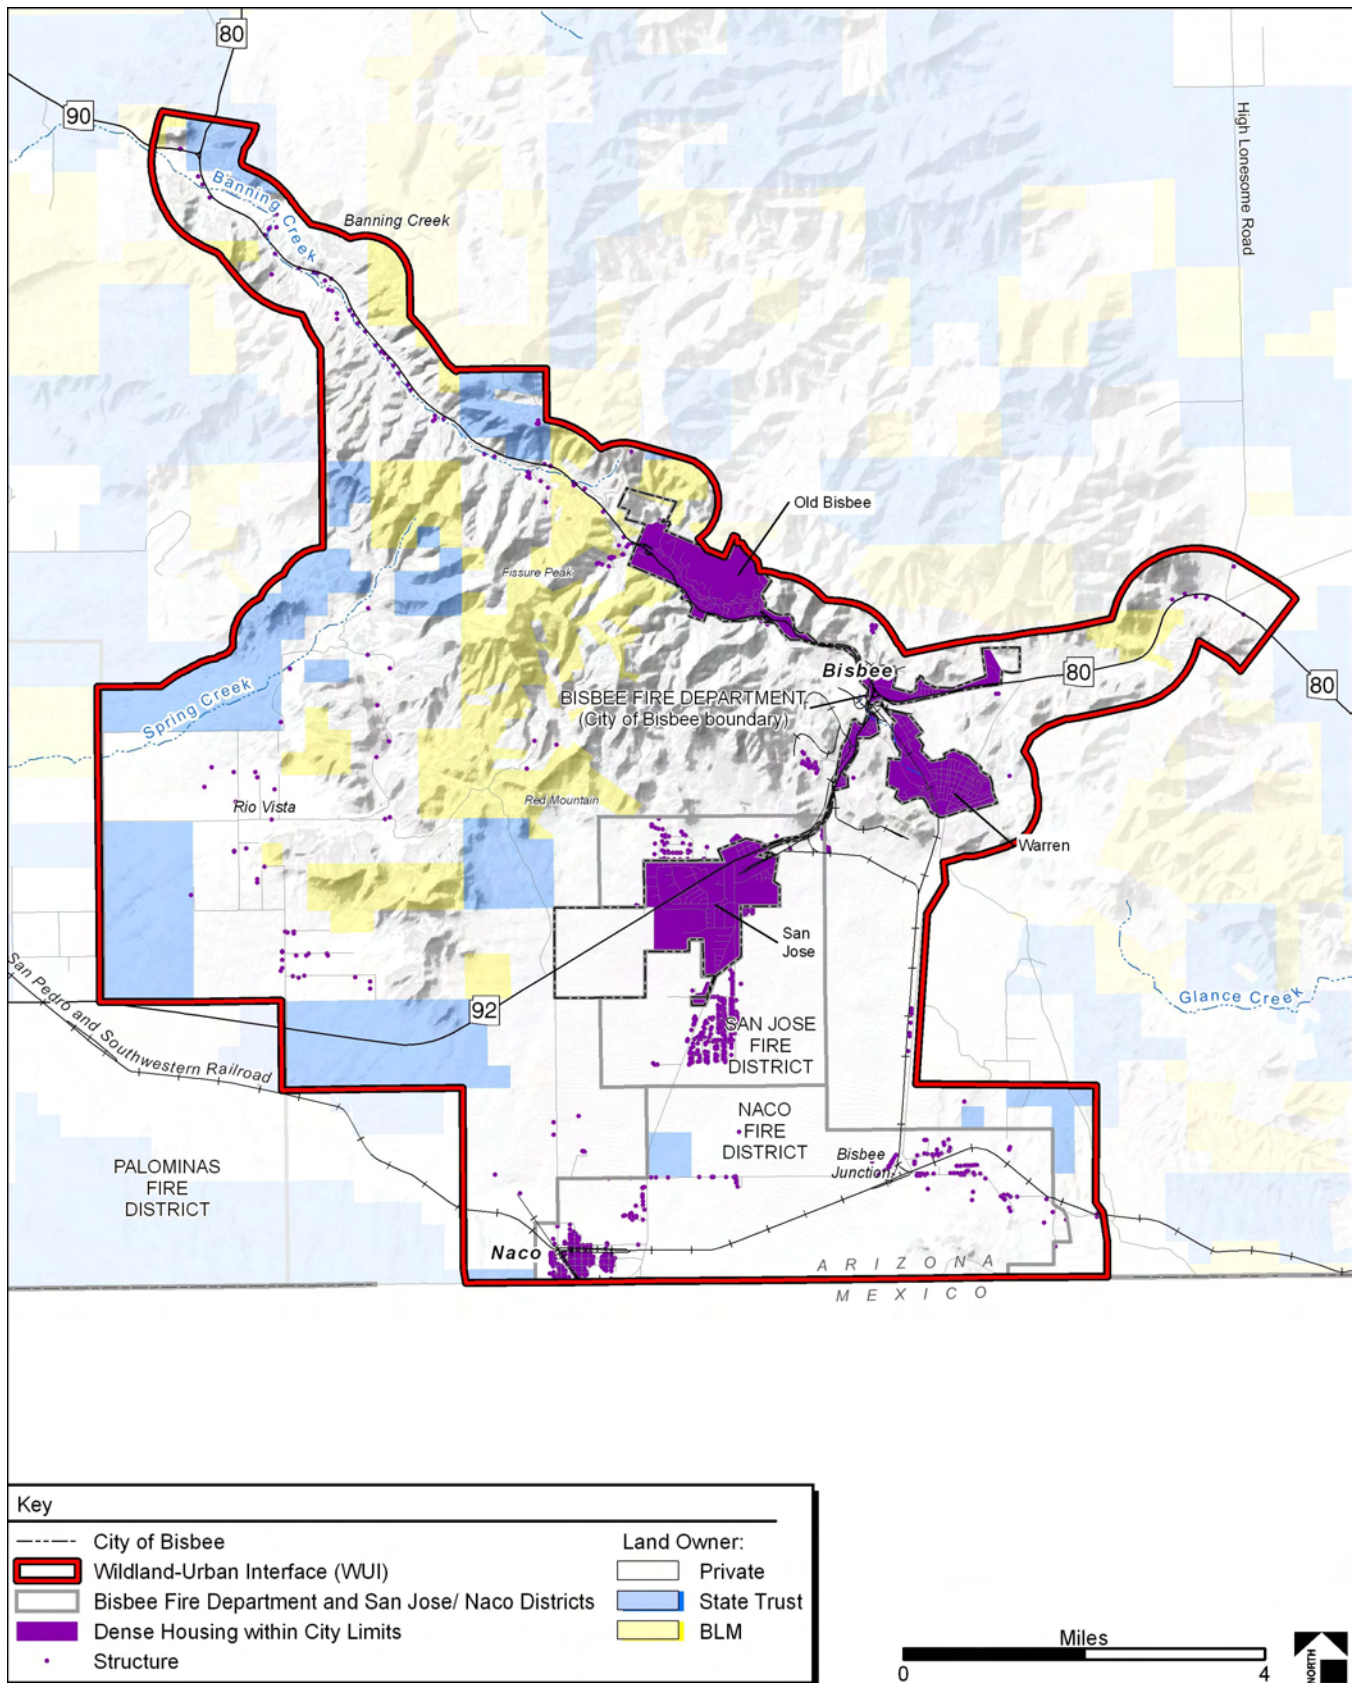 80
90
High Lonesome Road
Banning Creek
Banning Creek
Old Bisbee
Fissure Peak
Bisbee
80
80
BISBEE FIRE DEPARTMENT
(City of Bisbee boundary)
Spring Creek
Rio Vista
Red Mountain
Warren
San
Jose
Glance Creek
San Pedro and Southwestern Railroad
92
SAN JOSE
FIRE
DISTRICT
NACO
FIRE
DISTRICT
PALOMINAS
FIRE
DISTRICT
Bisbee
Junction
Naco
ARIZONA
MEXICO
Key
City of Bisbee
Wildland-Urban Interface (WUI)
Bisbee Fire Department and San Jose/ Naco Districts
Dense Housing within City Limits
Structure
Land Owner:
Private
State Trust
BLM
Miles
0 4
NORTH